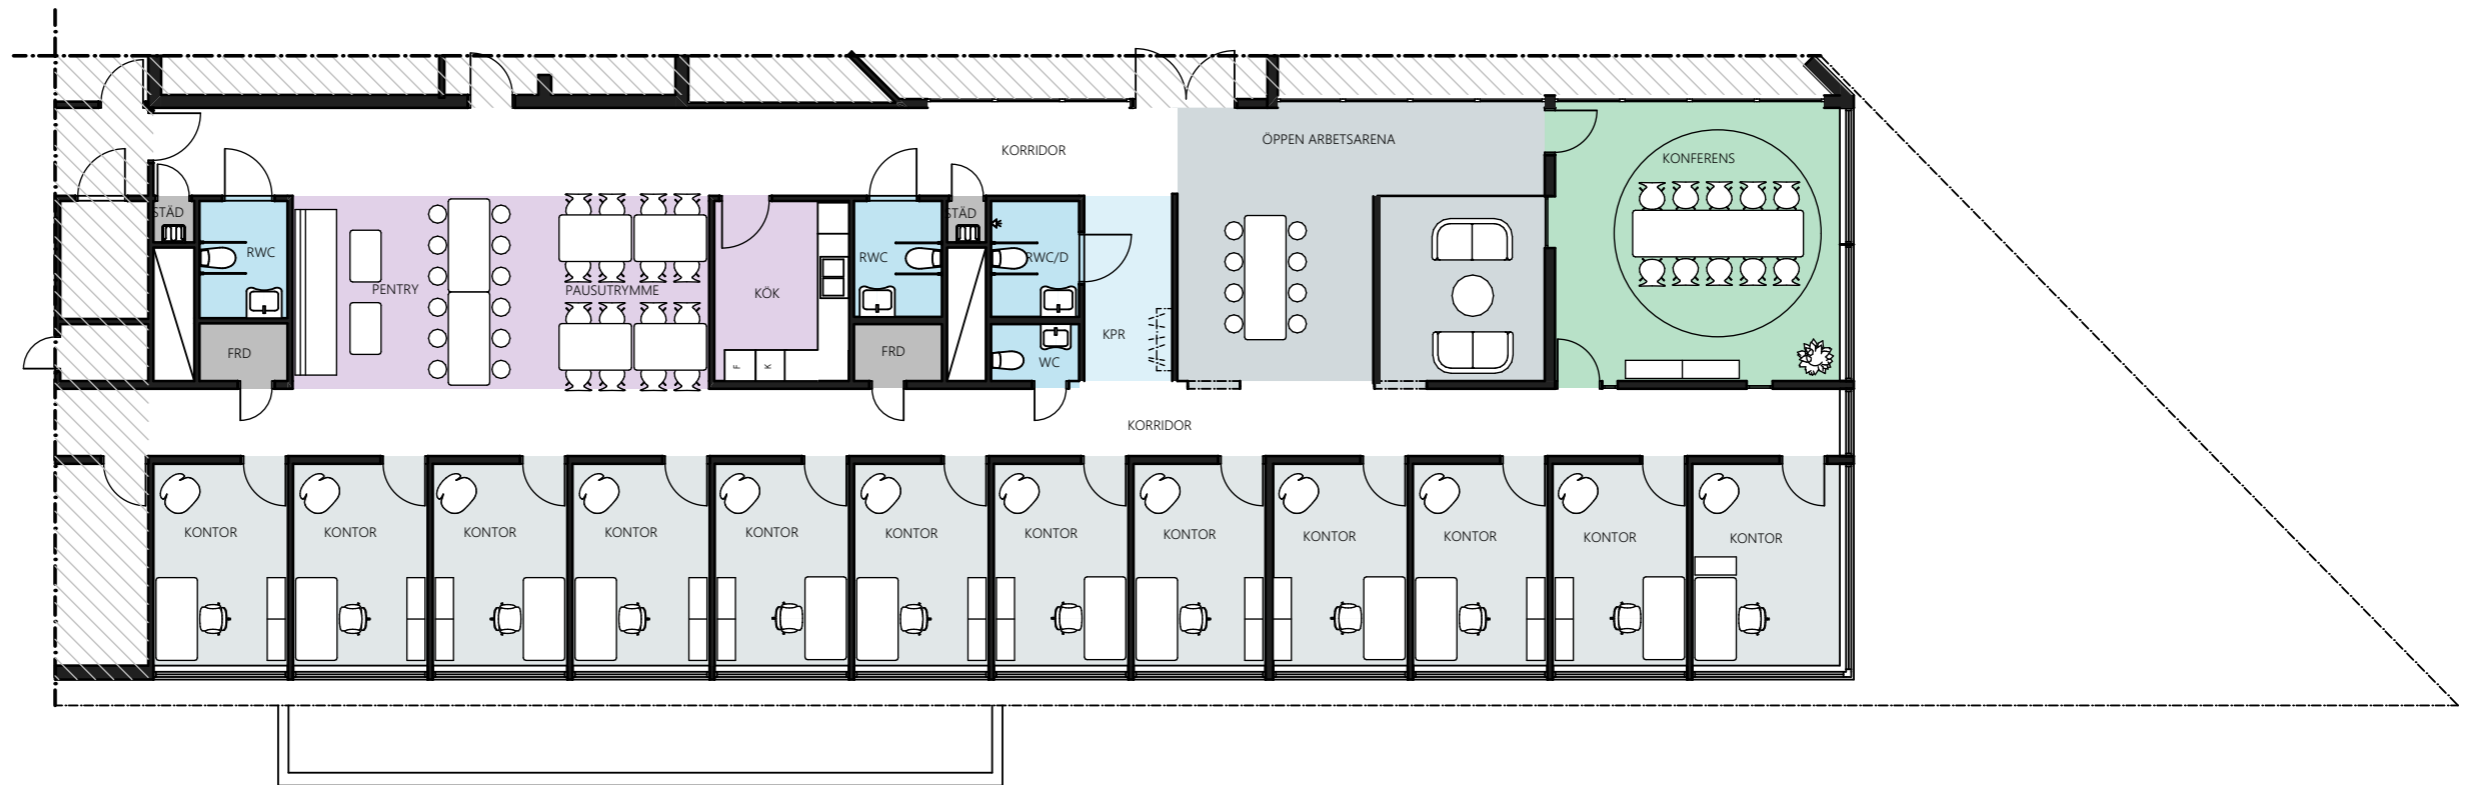 ÖPPEN ARBETSARENA
KORRIDOR
KONFERENS
STÄD
STÄD
RWC
RWC
RWC/D
PENTRY
PAUSUTRYMME
KÖK
KPR
FRD
FRD
WC
F
K
KORRIDOR
KONTOR
KONTOR
KONTOR
KONTOR
KONTOR
KONTOR
KONTOR
KONTOR
KONTOR
KONTOR
KONTOR
KONTOR